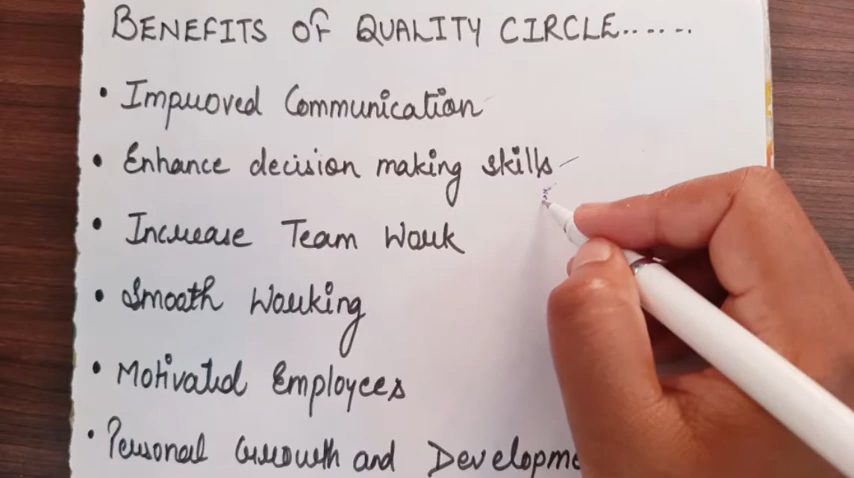 BENEFITS OF QUALITY CIRCLE......
• Improved Communication
• Enhance decision making skills
• Increase Team Work
• Smooth Working
• Motivated Employees
• Personal Growth and Developme